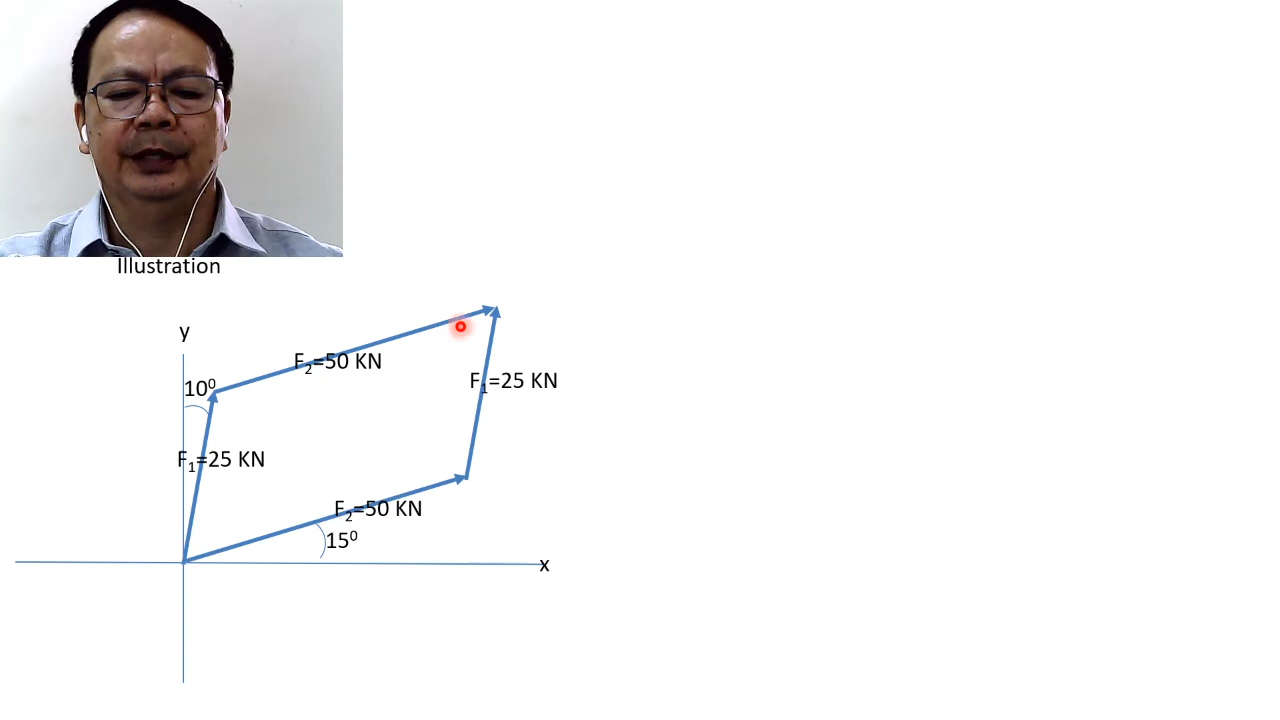 Illustration
y
F₂=50 KN
10⁰
F₁=25 KN
F₁=25 KN
F₂=50 KN
15⁰
x